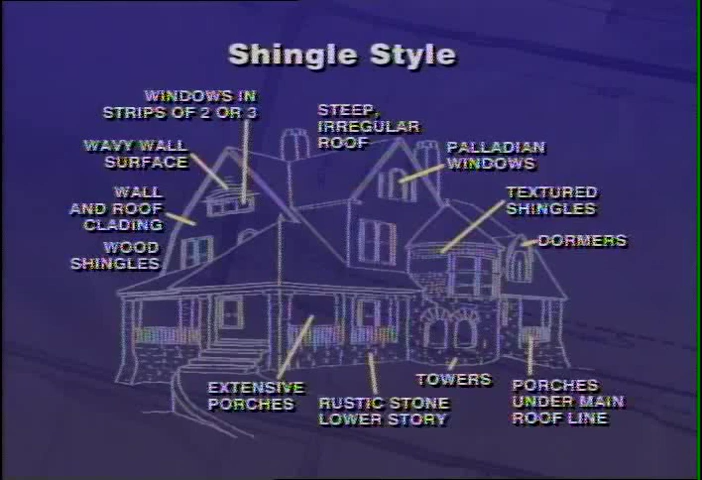 Shingle Style
WINDOWS IN
STRIPS OF 2 OR 3
STEEP,
IRREGULAR
ROOF
WAVY WALL
SURFACE
PALLADIAN
WINDOWS
WALL
AND ROOF
CLADING
TEXTURED
SHINGLES
WOOD
SHINGLES
DORMERS
EXTENSIVE
PORCHES
RUSTIC STONE
LOWER STORY
TOWERS
PORCHES
UNDER MAIN
ROOF LINE